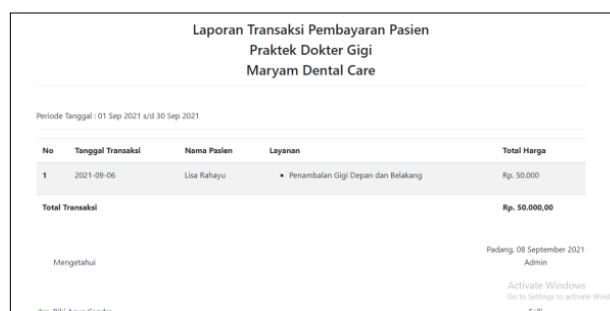 Laporan Transaksi Pembayaran Pasien
Praktek Dokter Gigi
Maryam Dental Care
Periode Tanggal : 01 Sep 2021 s/d 30 Sep 2021
No Tanggal Transaksi Nama Pasien Layanan Total Harga
1 2021-09-06 Lisa Rahayu • Penambalan Gigi Depan dan Belakang Rp. 50.000
Total Transaksi Rp. 50.000,00
Padang, 08 September 2021
Mengetahui Admin
Activate Windows
Go to Settings to activate Wind